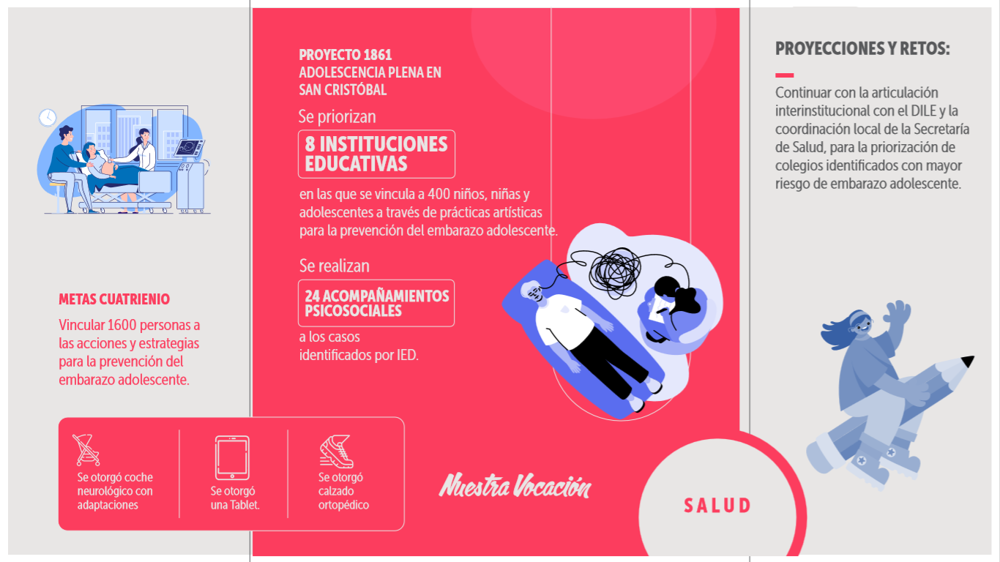 PROYECTO 1861
ADOLESCENCIA PLENA EN
SAN CRISTÓBAL
Se priorizan
8 INSTITUCIONES
EDUCATIVAS
en las que se vincula a 400 niños, niñas y
adolescentes a través de prácticas artísticas
para la prevención del embarazo adolescente.
Se realizan
24 ACOMPAÑAMIENTOS
PSICOSOCIALES
a los casos
identificados por IED.
METAS CUATRIENIO
Vincular 1600 personas a
las acciones y estrategias
para la prevención del
embarazo adolescente.
Se otorgó coche
neurológico con
adaptaciones
Se otorgó
una Tablet.
Se otorgó
calzado
ortopédico
Nuestra Vocación
SALUD
PROYECCIONES Y RETOS:
Continuar con la articulación
interinstitucional con el DILE y la
coordinación local de la Secretaría
de Salud, para la priorización de
colegios identificados con mayor
riesgo de embarazo adolescente.